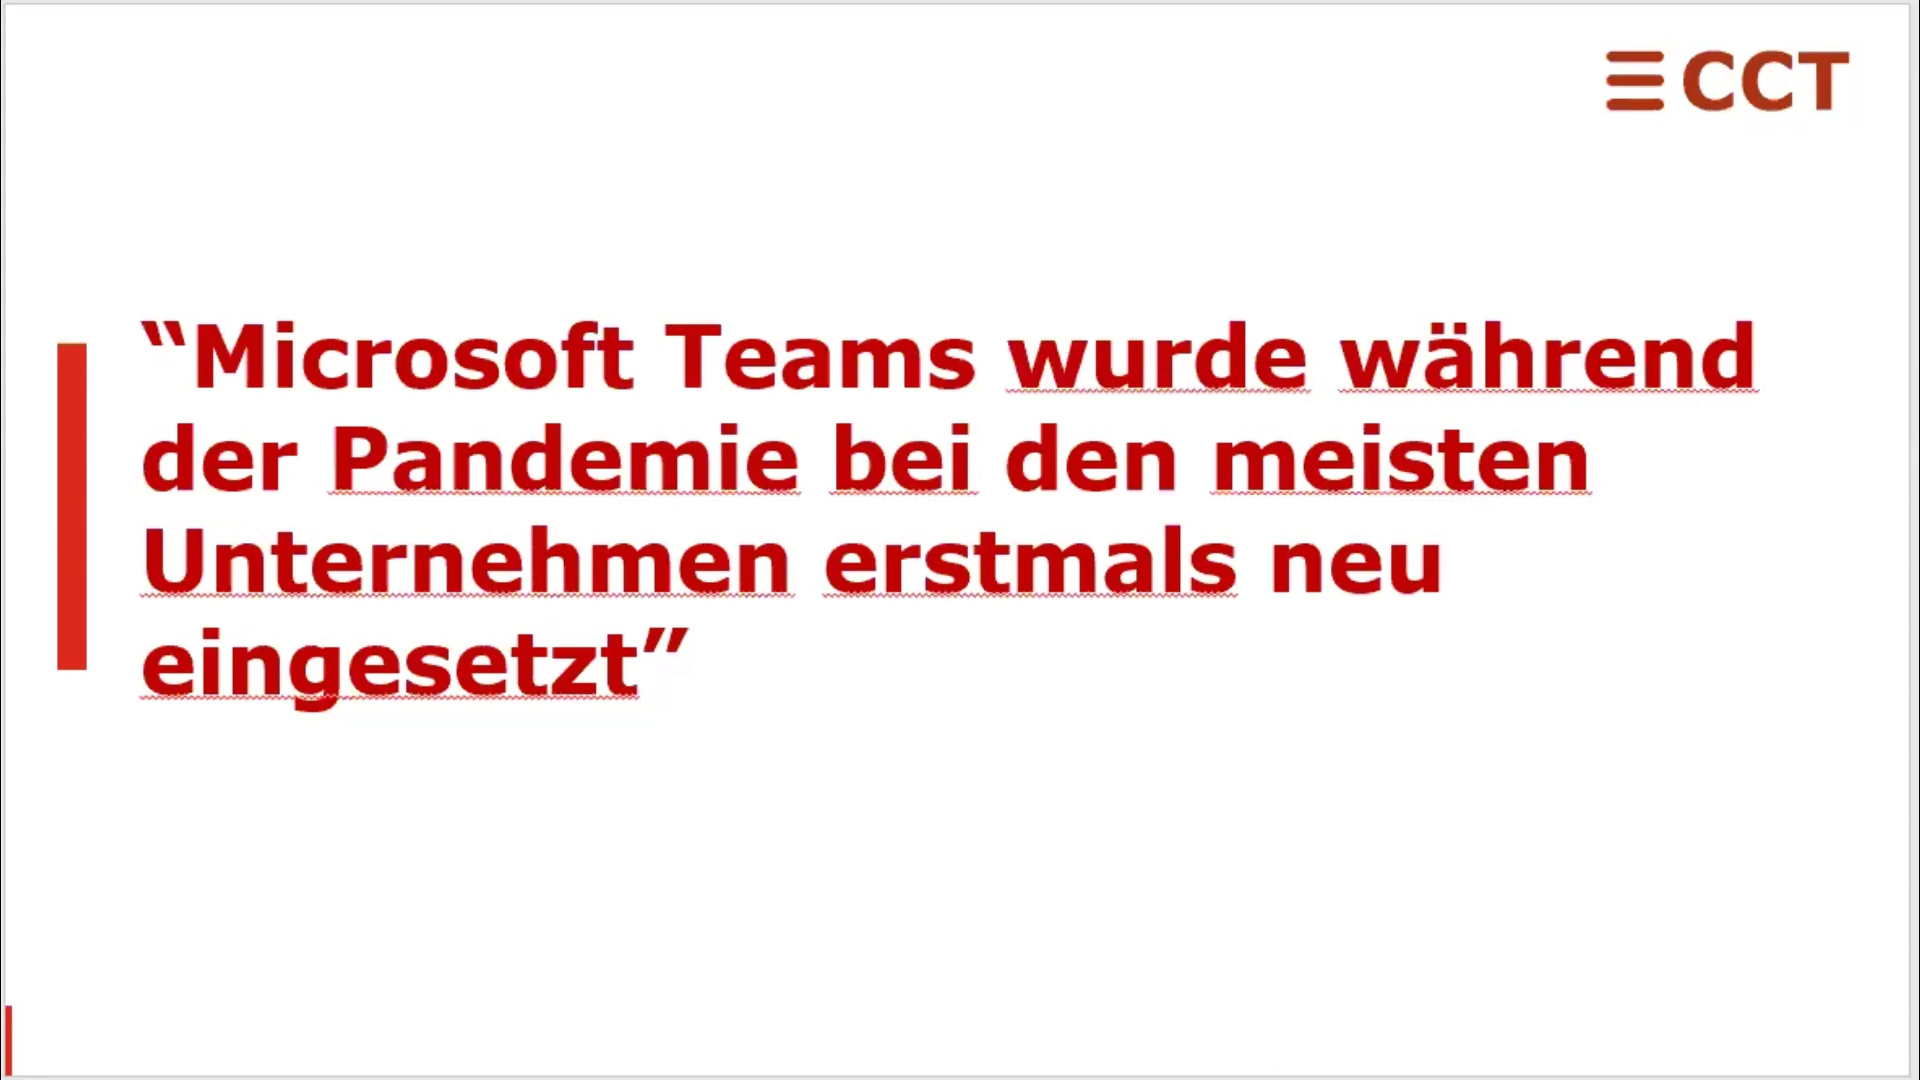 CCT
“Microsoft Teams wurde während
der Pandemie bei den meisten
Unternehmen erstmals neu
eingesetzt”